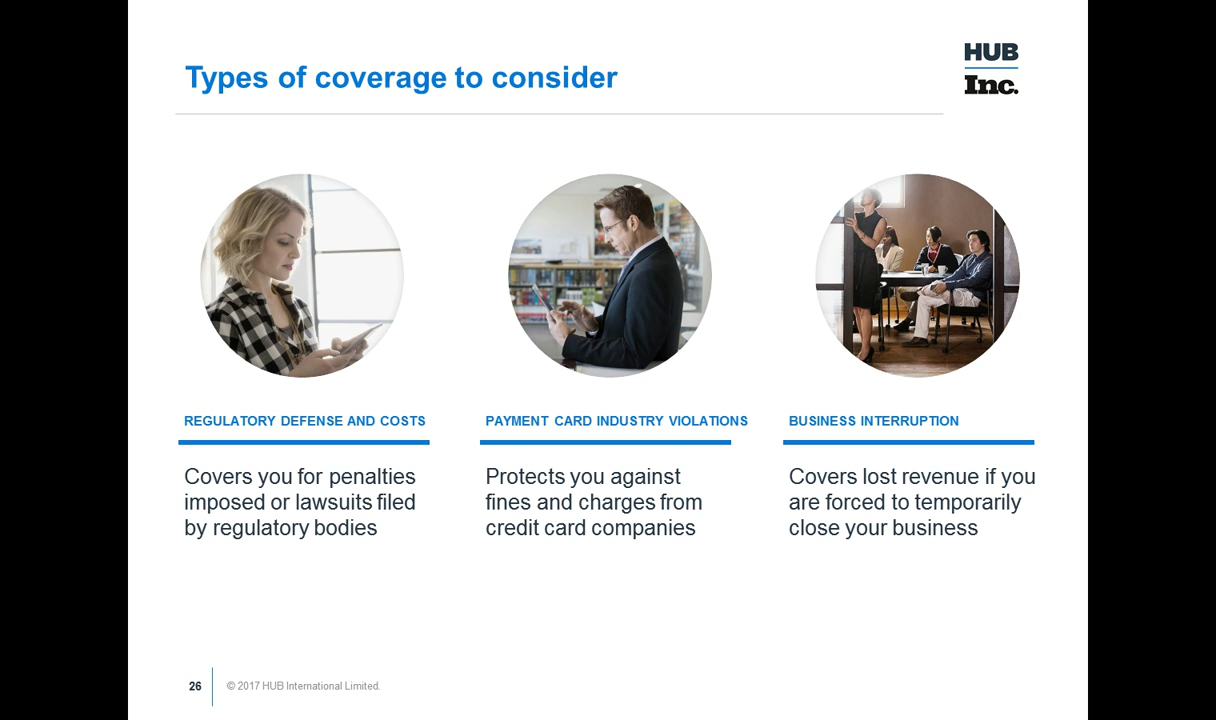 Types of coverage to consider
HUB
Inc.
REGULATORY DEFENSE AND COSTS
Covers you for penalties
imposed or lawsuits filed
by regulatory bodies
PAYMENT CARD INDUSTRY VIOLATIONS
Protects you against
fines and charges from
credit card companies
BUSINESS INTERRUPTION
Covers lost revenue if you
are forced to temporarily
close your business
26
© 2017 HUB International Limited.